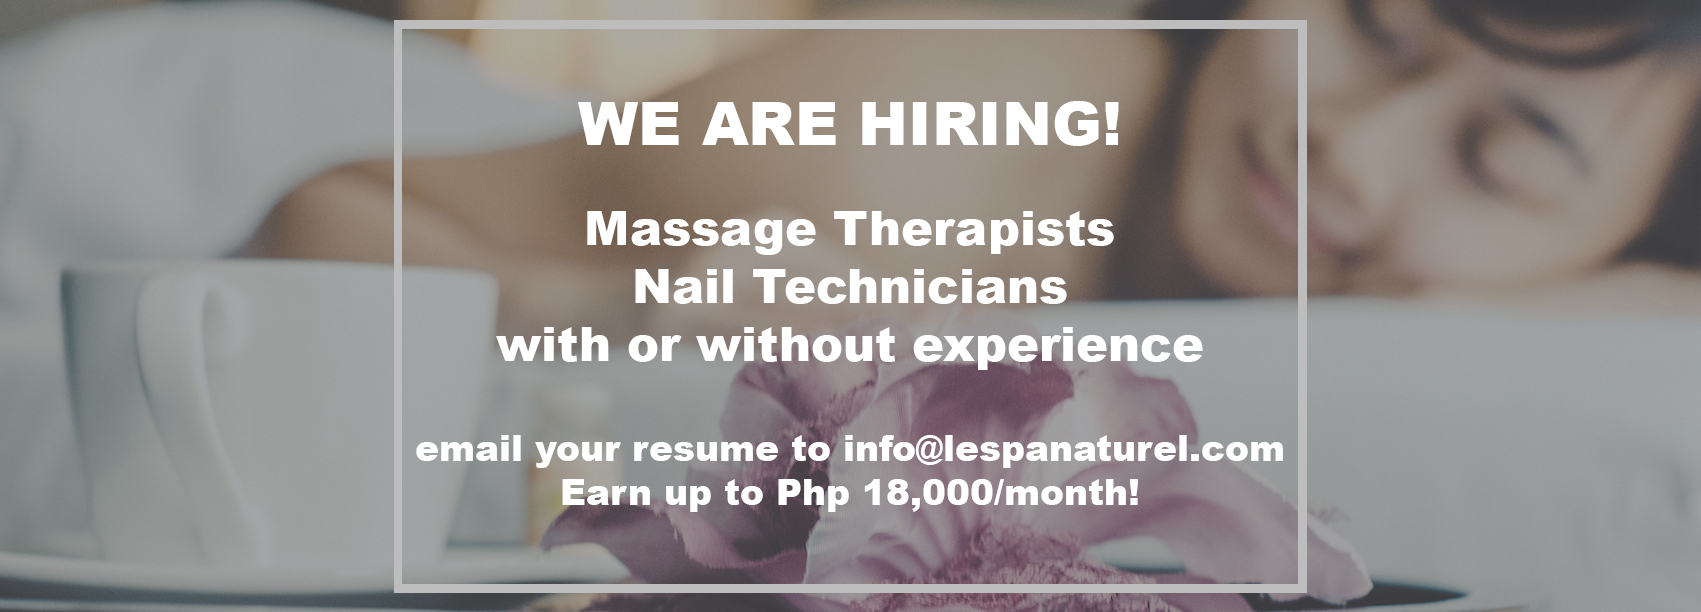 WE ARE HIRING!
Massage Therapists
Nail Technicians
with or without experience
email your resume to info@lespanaturel.com
Earn up to Php 18,000/month!